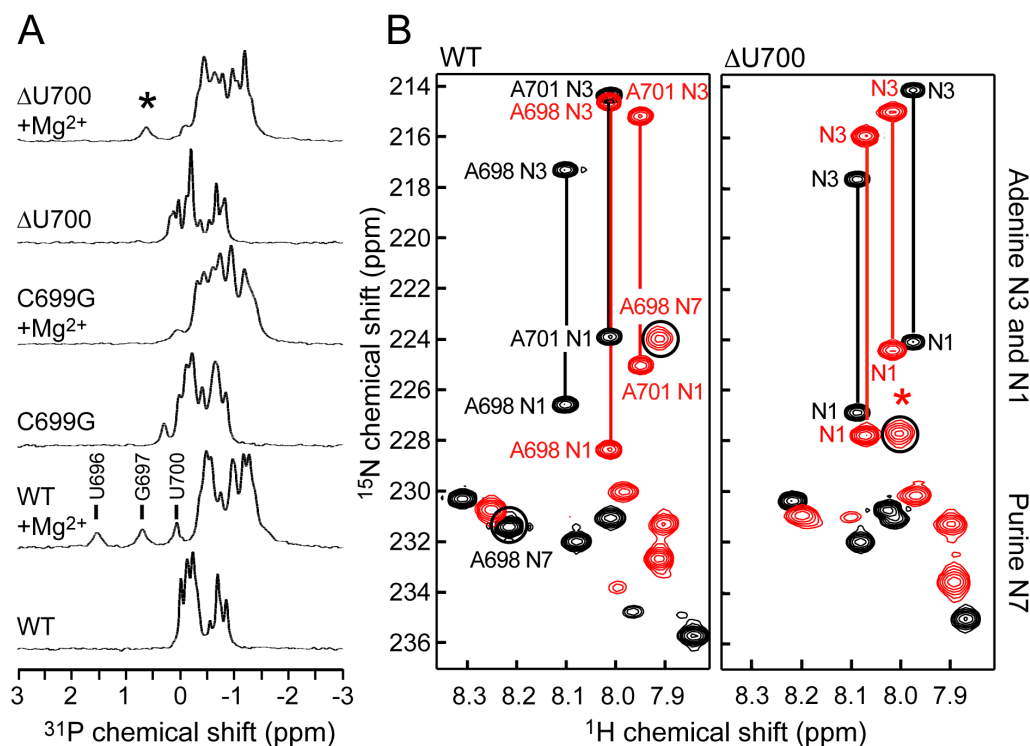 A
ΔU700
+Mg²⁺
*
ΔU700
C699G
+Mg²⁺
C699G
U696
G697
U700
WT
+Mg²⁺
WT
3 2 1 0 -1 -2 -3
³¹P chemical shift (ppm)
B
WT
ΔU700
214
216
218
220
222
224
226
228
230
232
234
236
¹⁵N chemical shift (ppm)
A701 N3
A701 N3
A698 N3
A698 N3
A698 N7
A701 N1
A701 N1
A698 N1
A698 N1
A698 N7
N3
N3
N3
N3
N1
N1
*
N1
N1
8.3 8.2 8.1 8.0 7.9
8.3 8.2 8.1 8.0 7.9
¹H chemical shift (ppm)
Adenine N3 and N1
Purine N7